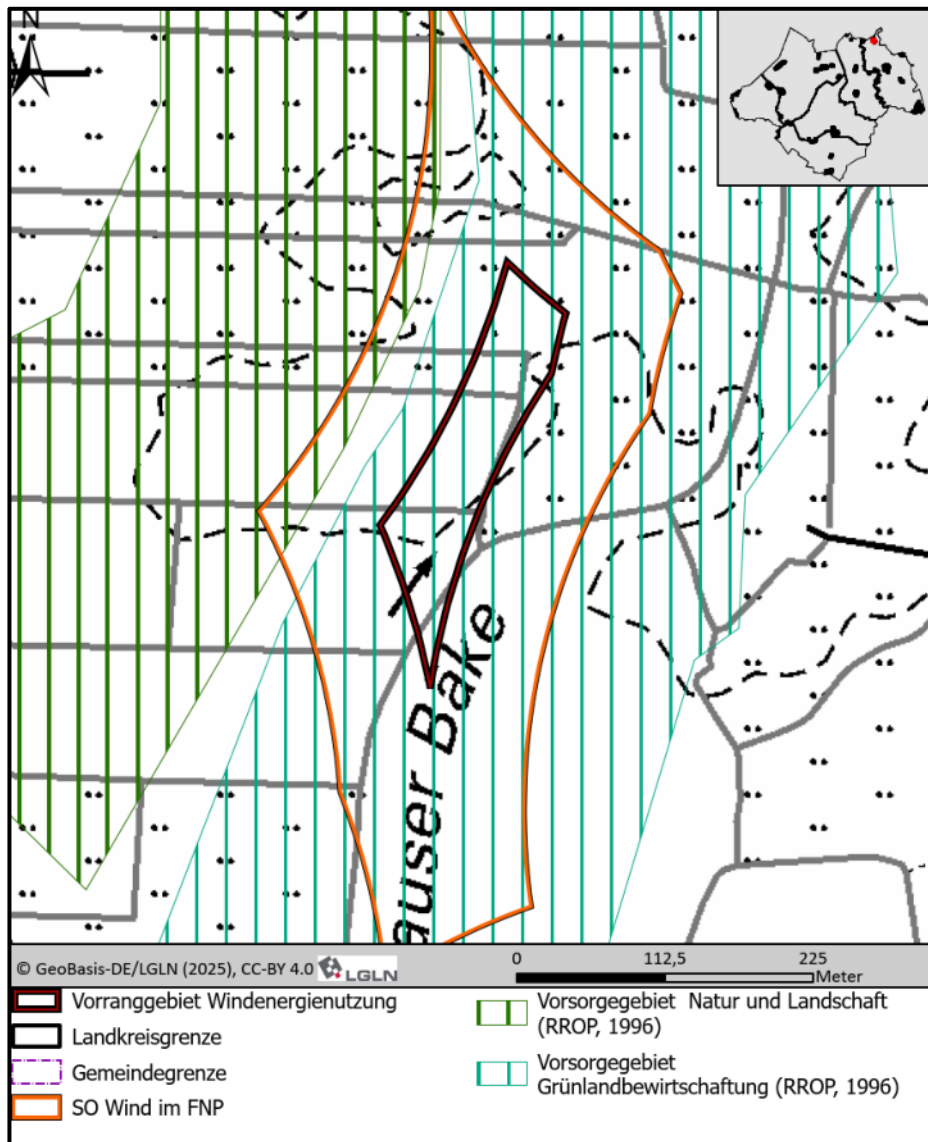 N
auser Bake
© GeoBasis-DE/LGLN (2025), CC-BY 4.0 LGLN
0 112,5 225
Meter
Vorranggebiet Windenergienutzung
Landkreisgrenze
Gemeindegrenze
SO Wind im FNP
Vorsorgegebiet Natur und Landschaft
(RROP, 1996)
Vorsorgegebiet
Grünlandbewirtschaftung (RROP, 1996)